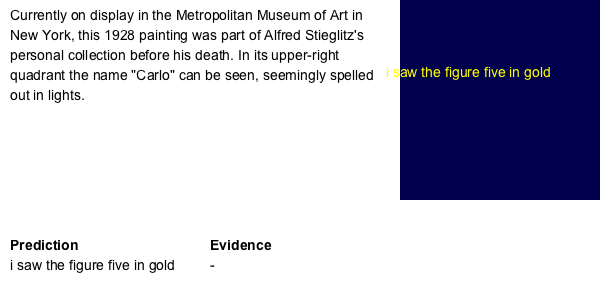 Currently on display in the Metropolitan Museum of Art in
New York, this 1928 painting was part of Alfred Stieglitz's
personal collection before his death. In its upper-right
quadrant the name "Carlo" can be seen, seemingly spelled
out in lights.
i saw the figure five in gold
Prediction Evidence
i saw the figure five in gold -